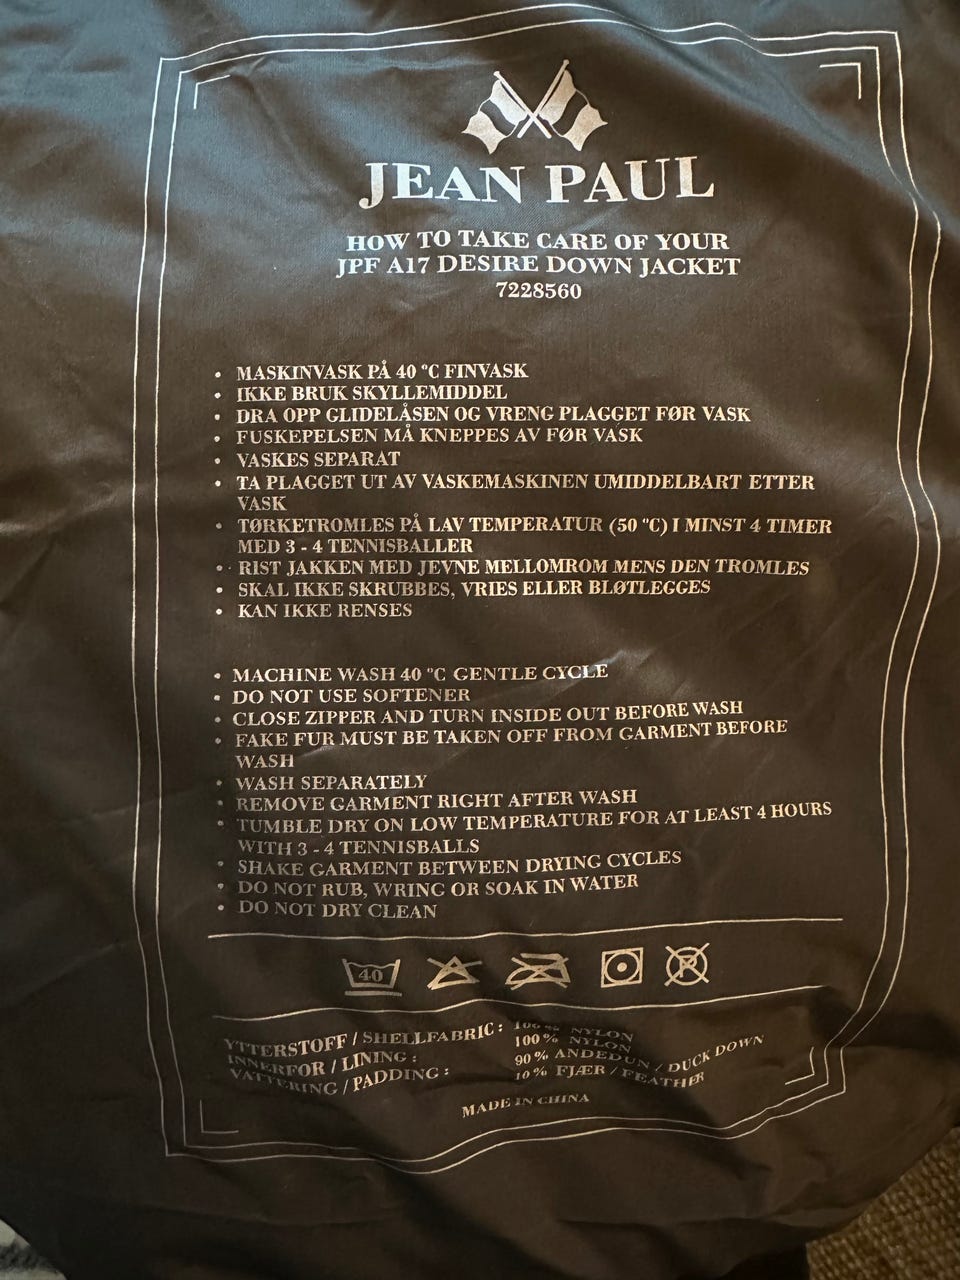 JEAN PAUL
HOW TO TAKE CARE OF YOUR
JPF A17 DESIRE DOWN JACKET
7228560
• MASKINVASK PÅ 40 °C FINVASK
• IKKE BRUK SKYLLEMIDDEL
• DRA OPP GLIDELÅSEN OG VRENG PLAGGET FØR VASK
• FUSKEPELSEN MÅ KNEPPES AV FØR VASK
• VASKES SEPARAT
• TA PLAGGET UT AV VASKEMASKINEN UMIDDELBART ETTER
VASK
• TØRKETROMLES PÅ LAV TEMPERATUR (50 °C) I MINST 4 TIMER
MED 3 - 4 TENNISBALLER
• RIST JAKKEN MED JEVNE MELLOMROM MENS DEN TROMLES
• SKAL IKKE SKRUBBES, VRIES ELLER BLØTLEGGES
• KAN IKKE RENSES
• MACHINE WASH 40 °C GENTLE CYCLE
• DO NOT USE SOFTENER
• CLOSE ZIPPER AND TURN INSIDE OUT BEFORE WASH
• FAKE FUR MUST BE TAKEN OFF FROM GARMENT BEFORE
WASH
• WASH SEPARATELY
• REMOVE GARMENT RIGHT AFTER WASH
• TUMBLE DRY ON LOW TEMPERATURE FOR AT LEAST 4 HOURS
WITH 3 - 4 TENNISBALLS
• SHAKE GARMENT BETWEEN DRYING CYCLES
• DO NOT RUB, WRING OR SOAK IN WATER
• DO NOT DRY CLEAN
40 P
YTTERSTOFF / SHELLFABRIC : 100 % NYLON
INNERFOR / LINING : 100 % NYLON
VATTERING / PADDING : 90 % ANDEDUN / DUCK DOWN
10 % FJÆR / FEATHER
MADE IN CHINA